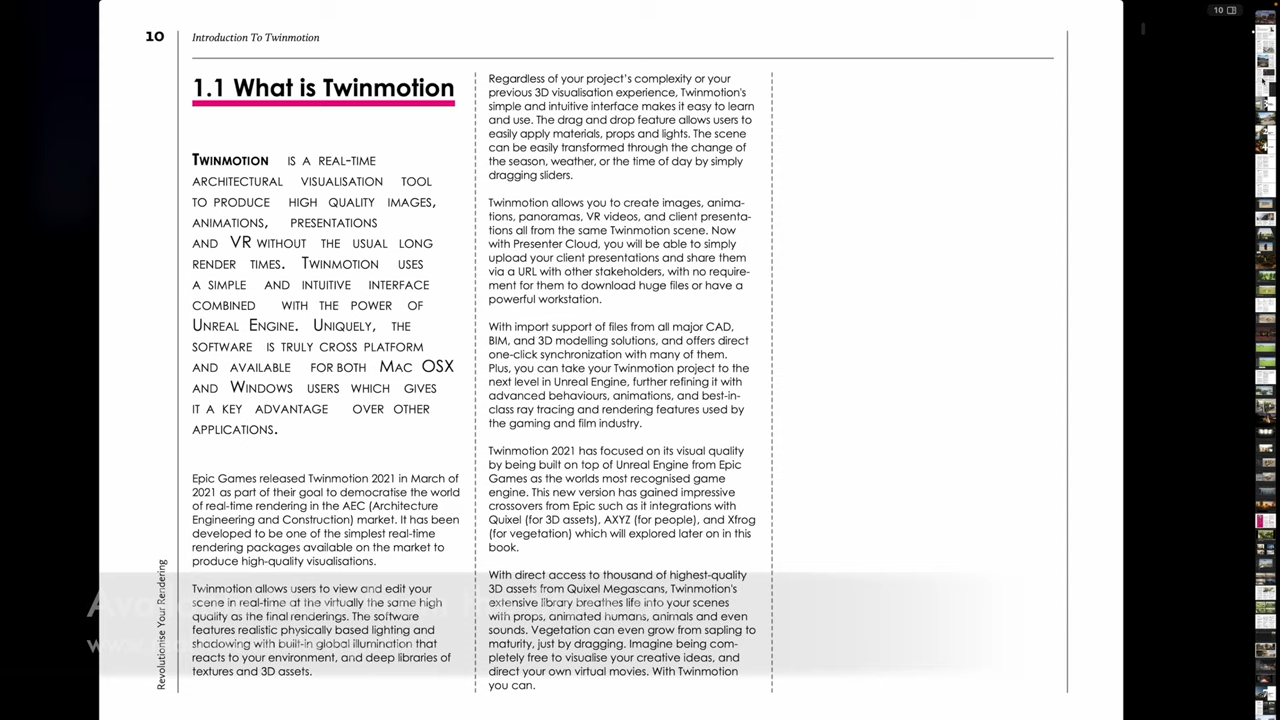 10
10
Introduction To Twinmotion
1.1 What is Twinmotion
Twinmotion is a real-time
architectural visualisation tool
to produce high quality images,
animations, presentations
and VR without the usual long
render times. Twinmotion uses
a simple and intuitive interface
combined with the power of
Unreal Engine. Uniquely, the
software is truly cross platform
and available for both Mac OSX
and Windows users which gives
it a key advantage over other
applications.
Epic Games released Twinmotion 2021 in March of
2021 as part of their goal to democratise the world
of real-time rendering in the AEC (Architecture
Engineering and Construction) market. It has been
developed to be one of the simplest real-time
rendering packages available on the market to
produce high-quality visualisations.
Twinmotion allows users to view and edit your
scene in real-time at the virtually the same high
quality as the final renderings. The software
features realistic physically based lighting and
shadowing with built-in global illumination that
reacts to your environment, and deep libraries of
textures and 3D assets.
Regardless of your project's complexity or your
previous 3D visualisation experience, Twinmotion's
simple and intuitive interface makes it easy to learn
and use. The drag and drop feature allows users to
easily apply materials, props and lights. The scene
can be easily transformed through the change of
the season, weather, or the time of day by simply
dragging sliders.
Twinmotion allows you to create images, anima-
tions, panoramas, VR videos, and client presenta-
tions all from the same Twinmotion scene. Now
with Presenter Cloud, you will be able to simply
upload your client presentations and share them
via a URL with other stakeholders, with no require-
ment for them to download huge files or have a
powerful workstation.
With import support of files from all major CAD,
BIM, and 3D modelling solutions, and offers direct
one-click synchronization with many of them.
Plus, you can take your Twinmotion project to the
next level in Unreal Engine, further refining it with
advanced behaviours, animations, and best-in-
class ray tracing and rendering features used by
the gaming and film industry.
Twinmotion 2021 has focused on its visual quality
by being built on top of Unreal Engine from Epic
Games as the worlds most recognised game
engine. This new version has gained impressive
crossovers from Epic such as it integrations with
Quixel (for 3D assets), AXYZ (for people), and Xfrog
(for vegetation) which will explored later on in this
book.
With direct access to thousand of highest-quality
3D assets from Quixel Megascans, Twinmotion's
extensive library breathes life into your scenes
with props, animated humans, animals and even
sounds. Vegetation can even grow from sapling to
maturity, just by dragging. Imagine being com-
pletely free to visualise your creative ideas, and
direct your own virtual movies. With Twinmotion
you can.
Revolutionise Your Rendering